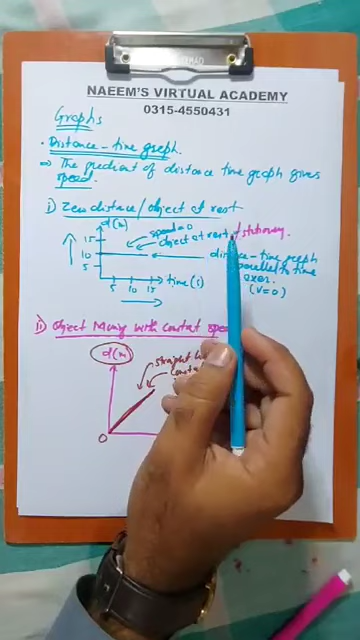 NAEEM'S VIRTUAL ACADEMY
0315-4550431
Graphs
• Distance-time graph.
⇒ The gredient of distance time graph gives
speed.
i) Zero distance/object at rest
d(m)
speed=0
object at rest / stationary.
15
10
5
distance-time graph
parallel to time
axes.
(V=0)
5 10 15
time(s)
ii) Object Moving with constant
d(m)
straight
O